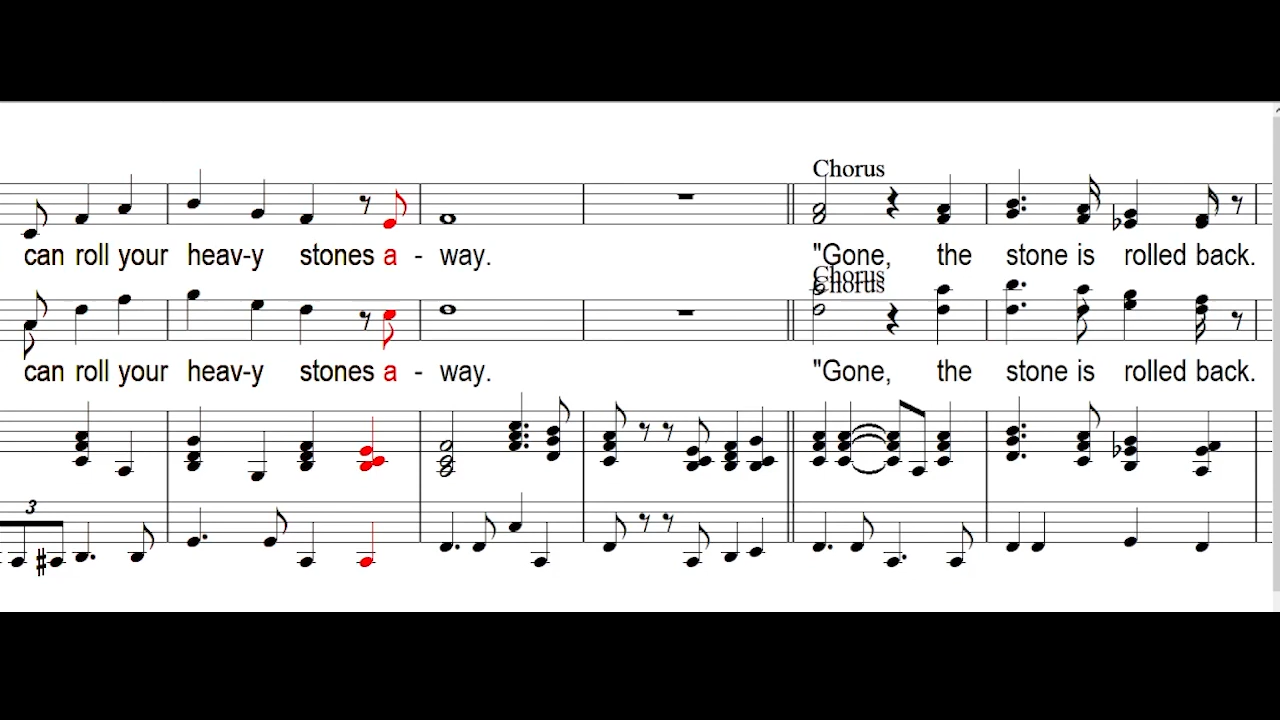 Chorus
can roll your heav-y stones a - way. "Gone, the stone is rolled back.
Chorus
Chorus
can roll your heav-y stones a - way. "Gone, the stone is rolled back.
3